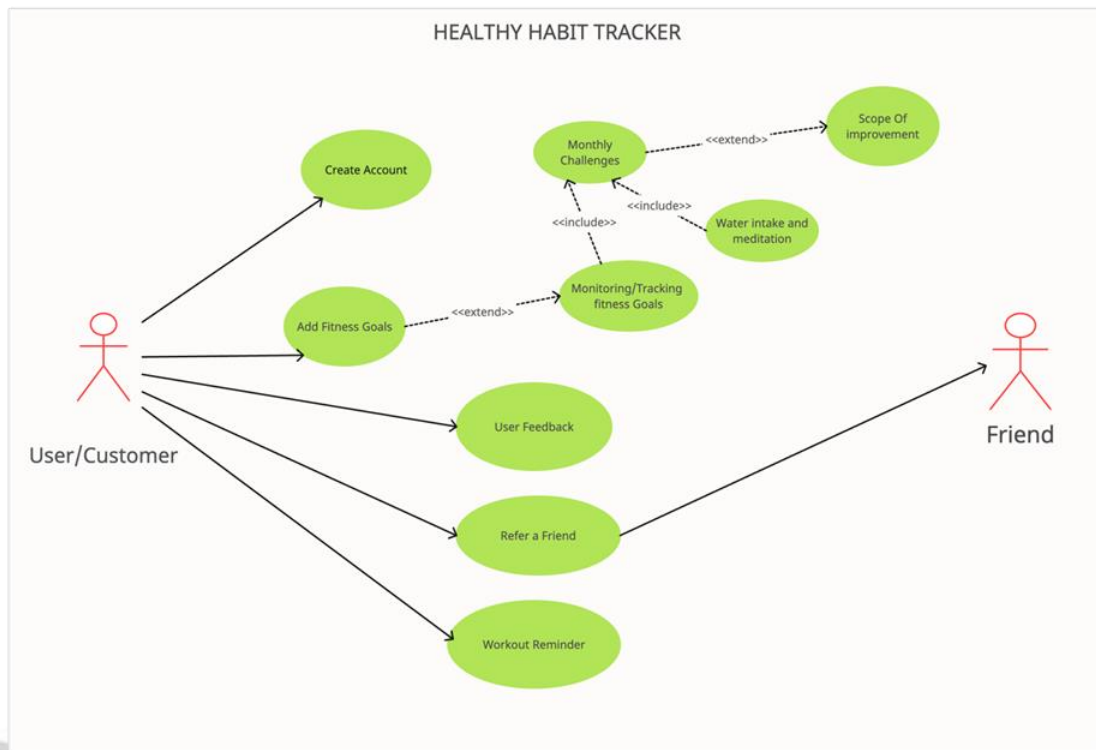 HEALTHY HABIT TRACKER
Scope Of
improvement
<<extend>>
Monthly
Challenges
Create Account
<<include>>
<<include>>
Water intake and
meditation
Monitoring/Tracking
fitness Goals
<<extend>>
Add Fitness Goals
User Feedback
User/Customer
Friend
Refer a Friend
Workout Reminder